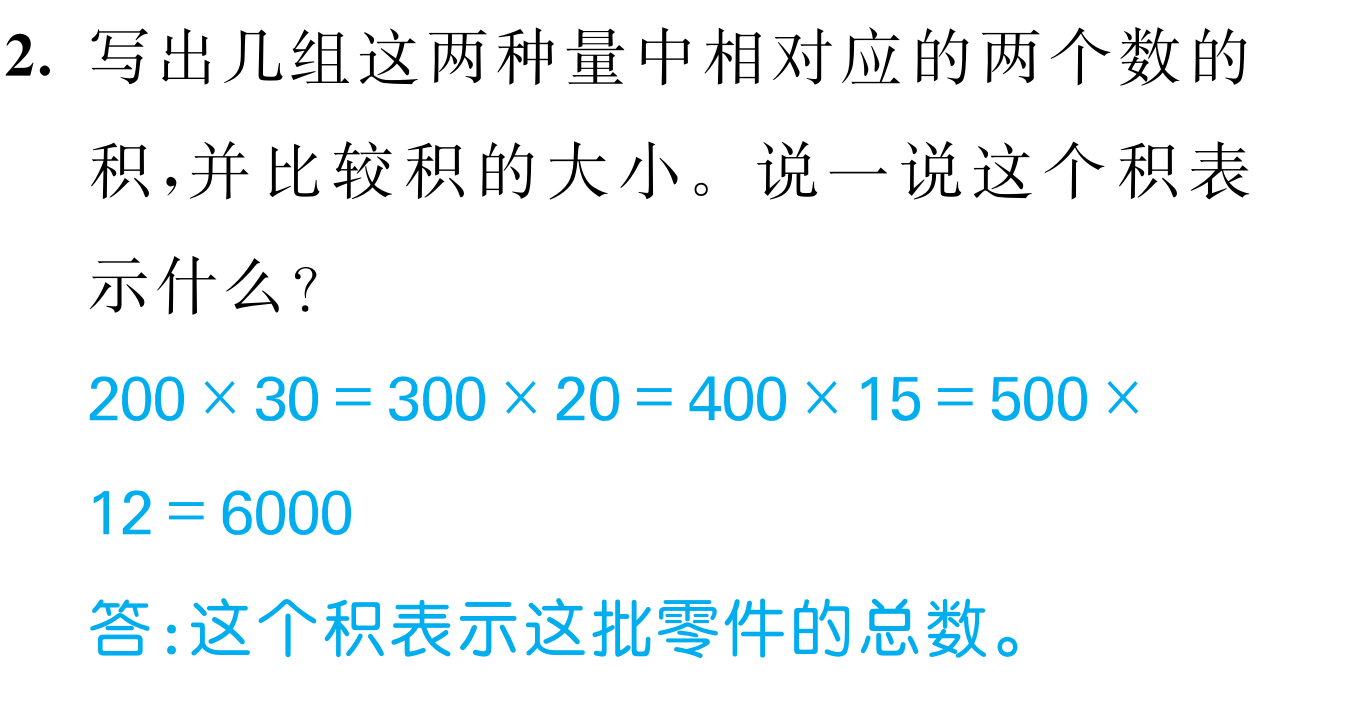 2. 写出几组这两种量中相对应的两个数的
积,并比较积的大小。说一说这个积表
示什么?
200×30=300×20=400×15=500×
12=6000
答:这个积表示这批零件的总数。